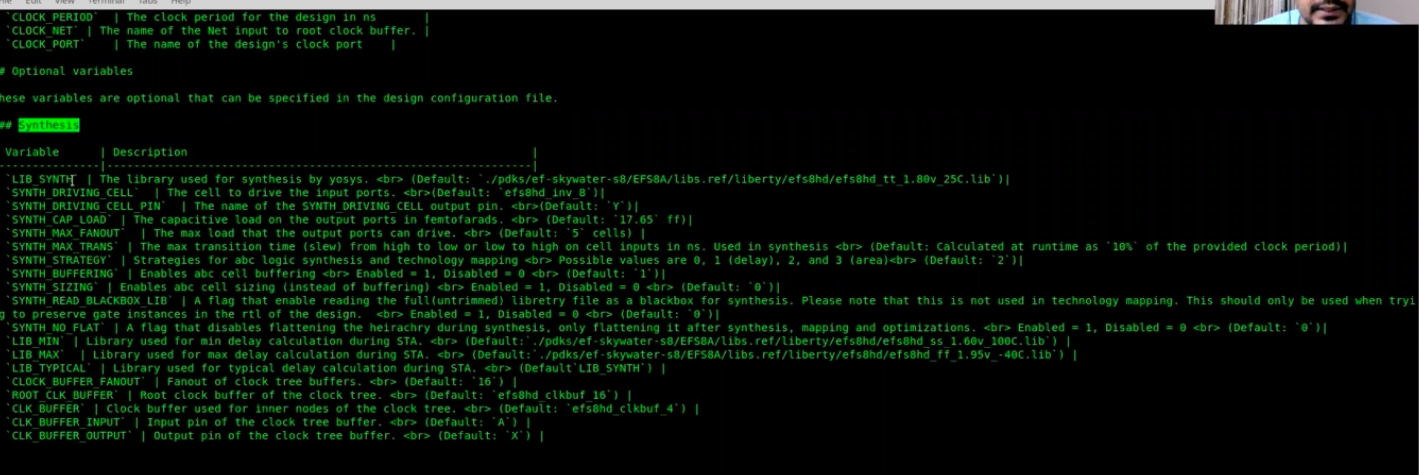 File Edit View Terminal Tabs Help
`CLOCK_PERIOD` | The clock period for the design in ns |
`CLOCK_NET` | The name of the Net input to root clock buffer. |
`CLOCK_PORT` | The name of the design's clock port |
# Optional variables
hese variables are optional that can be specified in the design configuration file.
## Synthesis
Variable | Description |
---------------|---------------------------------------------------------------|
`LIB_SYNTH` | The library used for synthesis by yosys. <br> (Default: `./pdks/ef-skywater-s8/EFS8A/libs.ref/liberty/efs8hd/efs8hd_tt_1.80v_25C.lib`)|
`SYNTH_DRIVING_CELL` | The cell to drive the input ports. <br>(Default: `efs8hd_inv_8`)|
`SYNTH_DRIVING_CELL_PIN` | The name of the SYNTH_DRIVING_CELL output pin. <br>(Default: `Y`)|
`SYNTH_CAP_LOAD` | The capacitive load on the output ports in femtofarads. <br> (Default: `17.65` ff)|
`SYNTH_MAX_FANOUT` | The max load that the output ports can drive. <br> (Default: `5` cells) |
`SYNTH_MAX_TRANS` | The max transition time (slew) from high to low or low to high on cell inputs in ns. Used in synthesis <br> (Default: Calculated at runtime as `10%` of the provided clock period)|
`SYNTH_STRATEGY` | Strategies for abc logic synthesis and technology mapping <br> Possible values are 0, 1 (delay), 2, and 3 (area)<br> (Default: `2`)|
`SYNTH_BUFFERING` | Enables abc cell buffering <br> Enabled = 1, Disabled = 0 <br> (Default: `1`)|
`SYNTH_SIZING` | Enables abc cell sizing (instead of buffering) <br> Enabled = 1, Disabled = 0 <br> (Default: `0`)|
`SYNTH_READ_BLACKBOX_LIB` | A flag that enable reading the full(untrimmed) libretry file as a blackbox for synthesis. Please note that this is not used in technology mapping. This should only be used when tryi
g to preserve gate instances in the rtl of the design. <br> Enabled = 1, Disabled = 0 <br> (Default: `0`)|
`SYNTH_NO_FLAT` | A flag that disables flattening the heirachry during synthesis, only flattening it after synthesis, mapping and optimizations. <br> Enabled = 1, Disabled = 0 <br> (Default: `0`)|
`LIB_MIN` | Library used for min delay calculation during STA. <br> (Default:`./pdks/ef-skywater-s8/EFS8A/libs.ref/liberty/efs8hd/efs8hd_ss_1.60v_100C.lib`) |
`LIB_MAX` | Library used for max delay calculation during STA. <br> (Default:`./pdks/ef-skywater-s8/EFS8A/libs.ref/liberty/efs8hd/efs8hd_ff_1.95v_-40C.lib`) |
`LIB_TYPICAL` | Library used for typical delay calculation during STA. <br> (Default`LIB_SYNTH`) |
`CLOCK_BUFFER_FANOUT` | Fanout of clock tree buffers. <br> (Default: `16`) |
`ROOT_CLK_BUFFER` | Root clock buffer of the clock tree. <br> (Default: `efs8hd_clkbuf_16`) |
`CLK_BUFFER` | Clock buffer used for inner nodes of the clock tree. <br> (Default: `efs8hd_clkbuf_4`) |
`CLK_BUFFER_INPUT` | Input pin of the clock tree buffer. <br> (Default: `A`) |
`CLK_BUFFER_OUTPUT` | Output pin of the clock tree buffer. <br> (Default: `X`) |